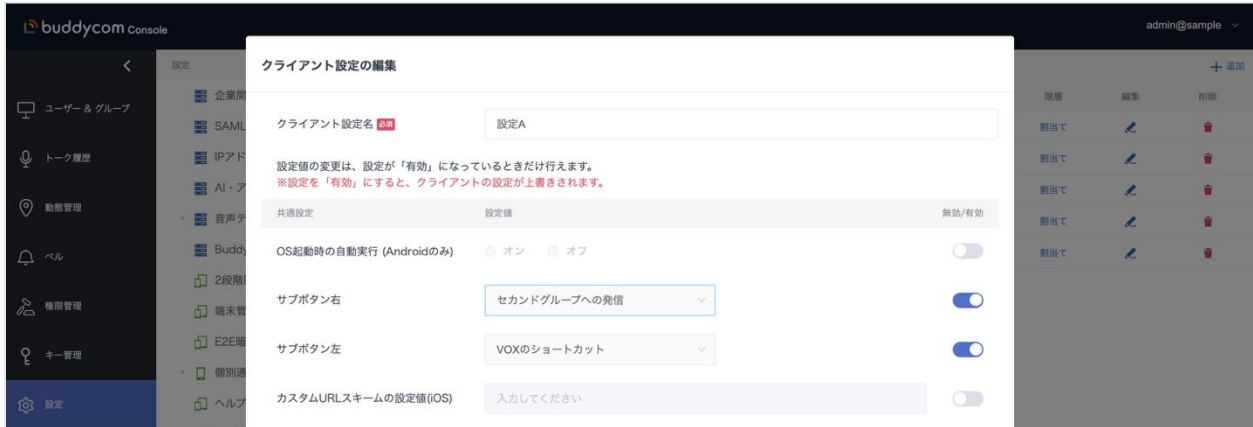 buddycom Console
admin@sample
設定
追加
ユーザー & グループ
トーク履歴
動態管理
ベル
権限管理
キー管理
設定
企業間
SAML
IPアド
AI・ア
音声テ
Buddy
2段階
端末管
E2E暗
個別通
ヘルプ
クライアント設定の編集
クライアント設定名 必須
設定A
設定値の変更は、設定が「有効」になっているときだけ行えます。
※設定を「有効」にすると、クライアントの設定が上書きされます。
共通設定 設定値 無効/有効
OS起動時の自動実行 (Androidのみ) オン オフ
サブボタン右 セカンドグループへの発信
サブボタン左 VOXのショートカット
カスタムURLスキームの設定値(iOS) 入力してください
階層 編集 削除
割当て
割当て
割当て
割当て
割当て